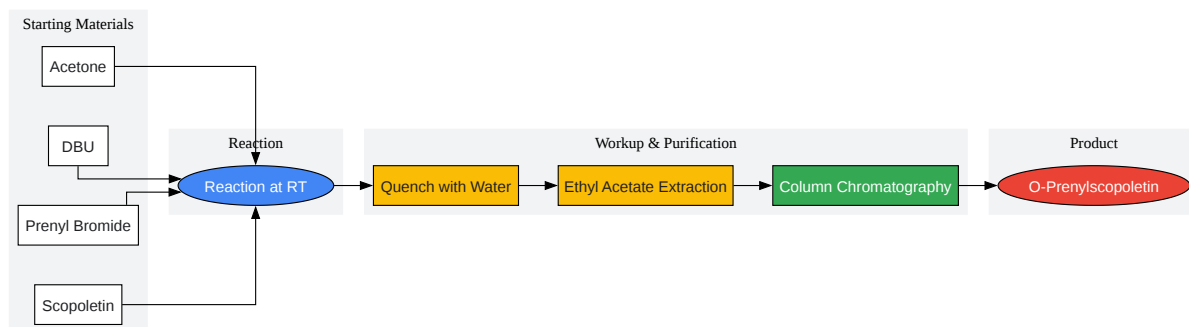 Starting Materials
Acetone
DBU
Prenyl Bromide
Scopoletin
Reaction
Reaction at RT
Workup & Purification
Quench with Water
Ethyl Acetate Extraction
Column Chromatography
Product
O-Prenylscopoletin